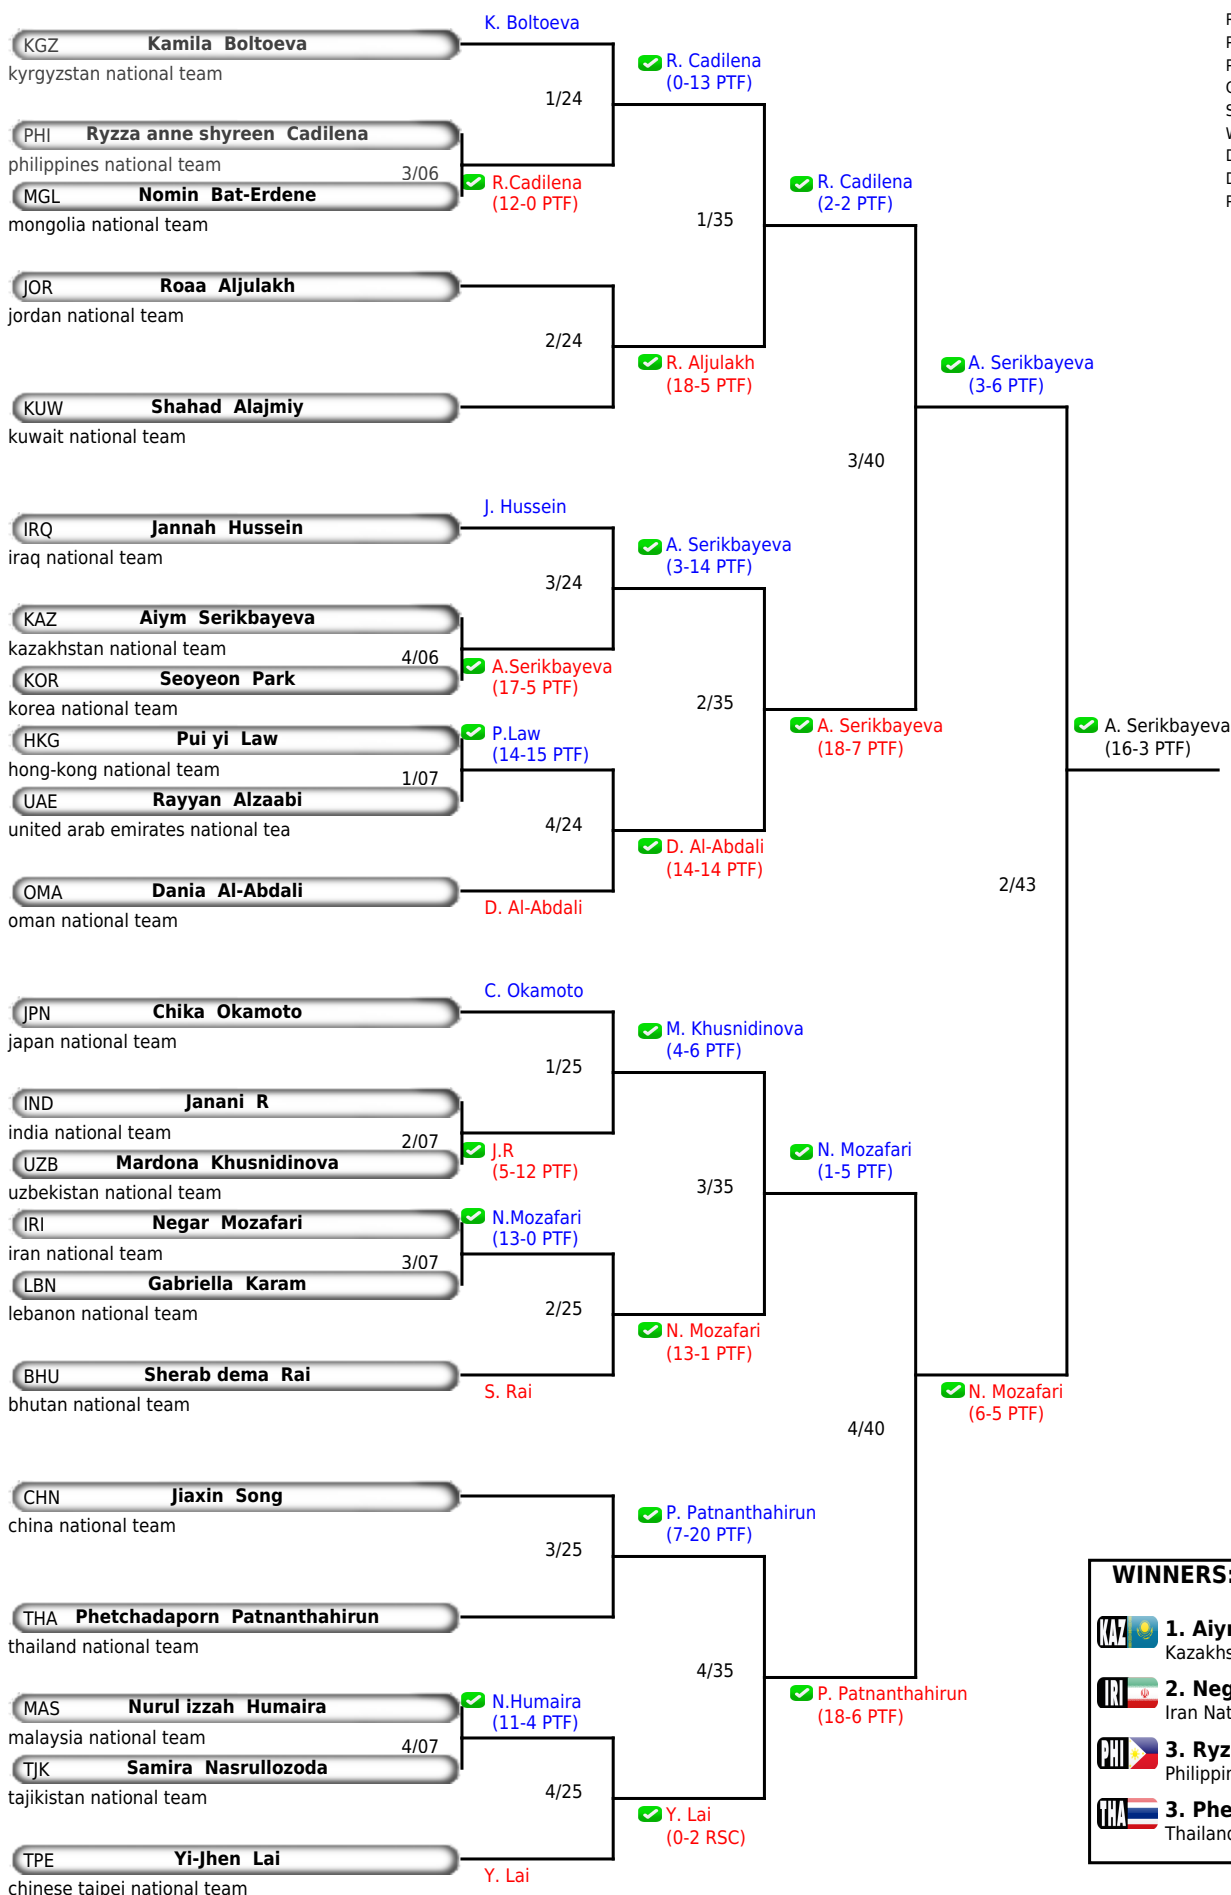 K. Boltoeva
KGZ Kamila Boltoeva
kyrgyzstan national team
R. Cadilena
(0-13 PTF)
1/24
PHI Ryzza anne shyreen Cadilena
philippines national team
3/06
MGL Nomin Bat-Erdene
mongolia national team
R.Cadilena
(12-0 PTF)
R. Cadilena
(2-2 PTF)
1/35
JOR Roaa Aljulakh
jordan national team
2/24
R. Aljulakh
(18-5 PTF)
A. Serikbayeva
(3-6 PTF)
KUW Shahad Alajmiy
kuwait national team
3/40
J. Hussein
IRQ Jannah Hussein
iraq national team
A. Serikbayeva
(3-14 PTF)
3/24
KAZ Aiym Serikbayeva
kazakhstan national team
4/06
KOR Seoyeon Park
korea national team
A.Serikbayeva
(17-5 PTF)
2/35
A. Serikbayeva
(18-7 PTF)
A. Serikbayeva
(16-3 PTF)
HKG Pui yi Law
hong-kong national team
P.Law
(14-15 PTF)
1/07
UAE Rayyan Alzaabi
united arab emirates national tea
4/24
D. Al-Abdali
(14-14 PTF)
OMA Dania Al-Abdali
oman national team
D. Al-Abdali
2/43
C. Okamoto
JPN Chika Okamoto
japan national team
M. Khusnidinova
(4-6 PTF)
1/25
IND Janani R
india national team
2/07
UZB Mardona Khusnidinova
uzbekistan national team
J.R
(5-12 PTF)
N. Mozafari
(1-5 PTF)
3/35
IRI Negar Mozafari
iran national team
N.Mozafari
(13-0 PTF)
3/07
LBN Gabriella Karam
lebanon national team
2/25
N. Mozafari
(13-1 PTF)
BHU Sherab dema Rai
bhutan national team
S. Rai
N. Mozafari
(6-5 PTF)
4/40
CHN Jiaxin Song
china national team
P. Patnanthahirun
(7-20 PTF)
3/25
THA Phetchadaporn Patnanthahirun
thailand national team
4/35
P. Patnanthahirun
(18-6 PTF)
MAS Nurul izzah Humaira
malaysia national team
N.Humaira
(11-4 PTF)
4/07
TJK Samira Nasrullozoda
tajikistan national team
4/25
Y. Lai
(0-2 RSC)
TPE Yi-Jhen Lai
chinese taipei national team
Y. Lai
WINNERS:
KAZ 1.
IRI 2.
PHI 3.
THA 3.